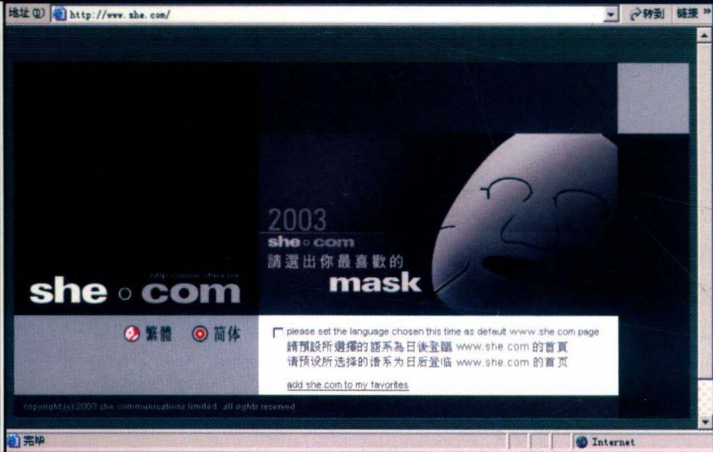 地址(D) http://www.she.com/ 转到 链接 »
2003
she com
請選出你最喜歡的
mask
http://www.she.com
she com
繁體 简体
please set the language chosen this time as default www.she.com page
請預設所選擇的語系為日後登臨 www.she.com 的首頁
请预设所选择的语系为日后登临 www.she.com 的首页
add she.com to my favorites
copyright (c) 2003 she communications limited. all rights reserved
完毕 Internet